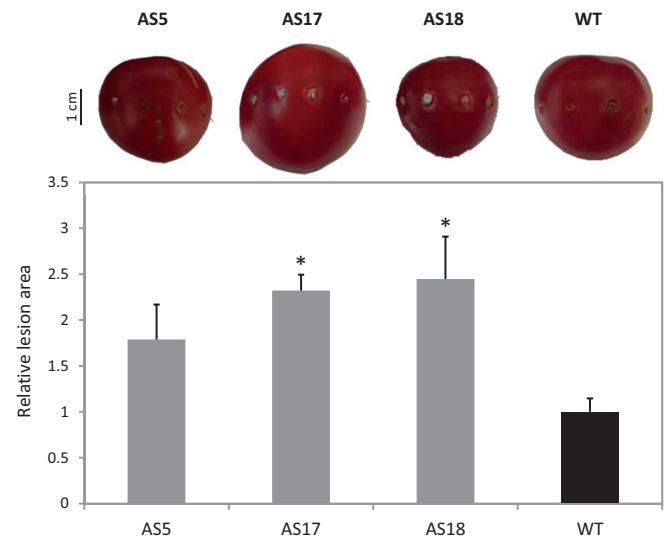 AS5 AS17 AS18 WT
1 cm
3.5
3
2.5
2
1.5
1
0.5
0
Relative lesion area
* *
AS5 AS17 AS18 WT